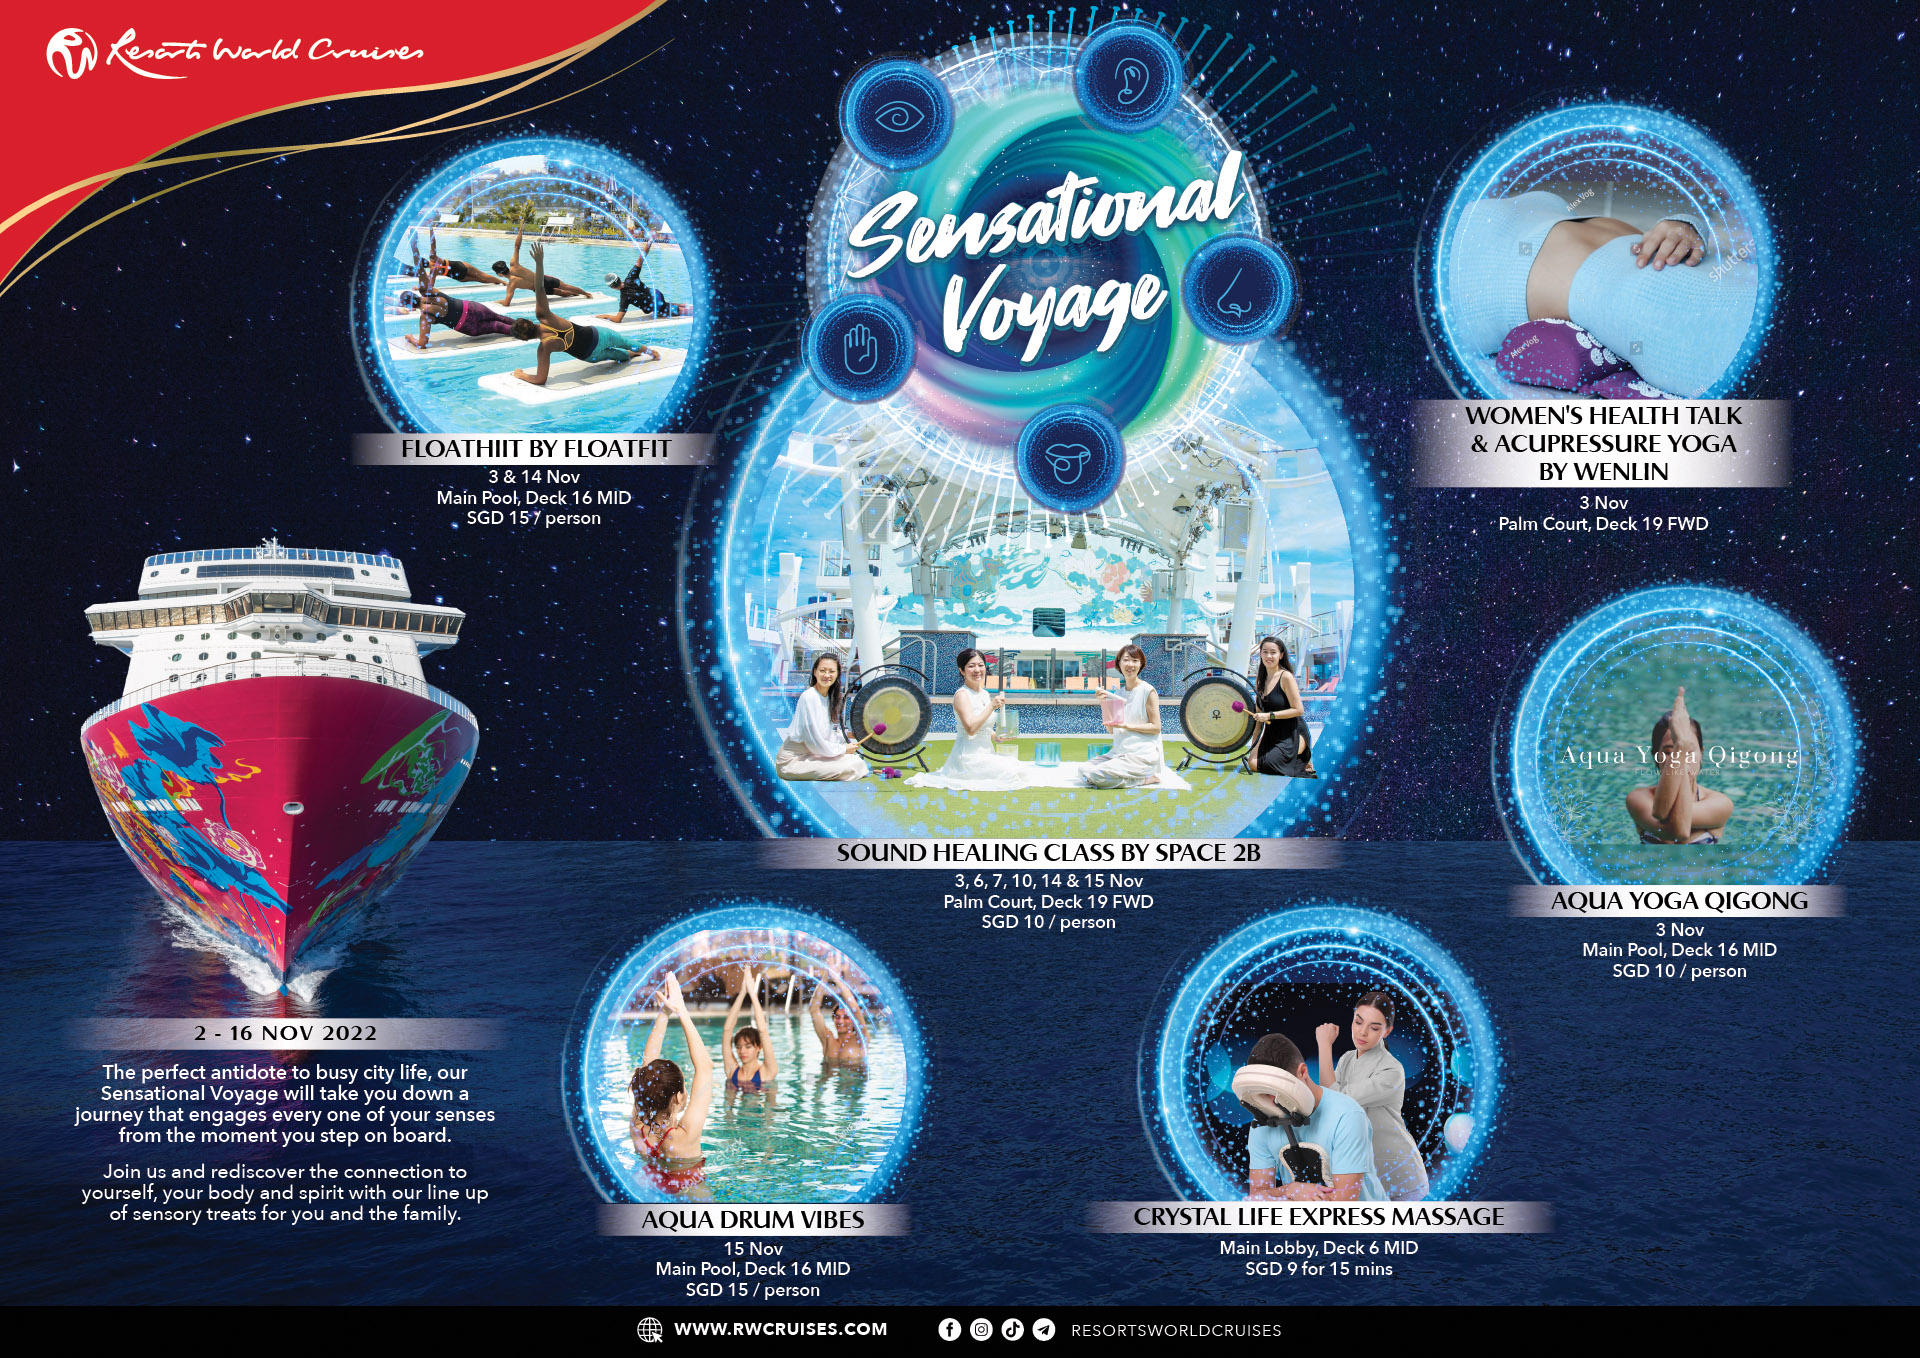 Resorts World Cruises
Sensational
Voyage
FLOATHIIT BY FLOATFIT
3 & 14 Nov
Main Pool, Deck 16 MID
SGD 15 / person
Alex Vog
shutters
Alex Vog
WOMEN'S HEALTH TALK
& ACUPRESSURE YOGA
BY WENLIN
3 Nov
Palm Court, Deck 19 FWD
SOUND HEALING CLASS BY SPACE 2B
3, 6, 7, 10, 14 & 15 Nov
Palm Court, Deck 19 FWD
SGD 10 / person
Aqua Yoga Qigong
AQUA YOGA QIGONG
3 Nov
Main Pool, Deck 16 MID
SGD 10 / person
2 - 16 NOV 2022
The perfect antidote to busy city life, our
Sensational Voyage will take you down a
journey that engages every one of your senses
from the moment you step on board.
Join us and rediscover the connection to
yourself, your body and spirit with our line up
of sensory treats for you and the family.
AQUA DRUM VIBES
15 Nov
Main Pool, Deck 16 MID
SGD 15 / person
CRYSTAL LIFE EXPRESS MASSAGE
Main Lobby, Deck 6 MID
SGD 9 for 15 mins
WWW.RWCRUISES.COM
RESORTSWORLDCRUISES